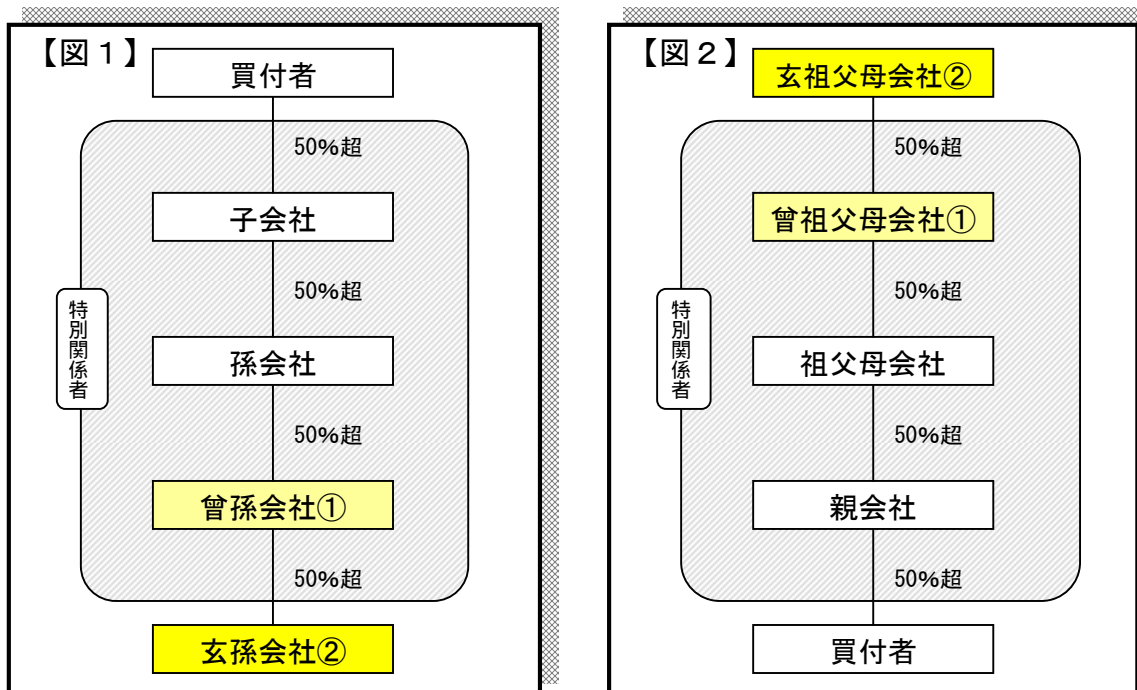 【図1】
買付者
50%超
子会社
50%超
特別関係者
孫会社
50%超
曾孫会社①
50%超
玄孫会社②
【図2】
玄祖父母会社②
50%超
曾祖父母会社①
50%超
特別関係者
祖父母会社
50%超
親会社
50%超
買付者